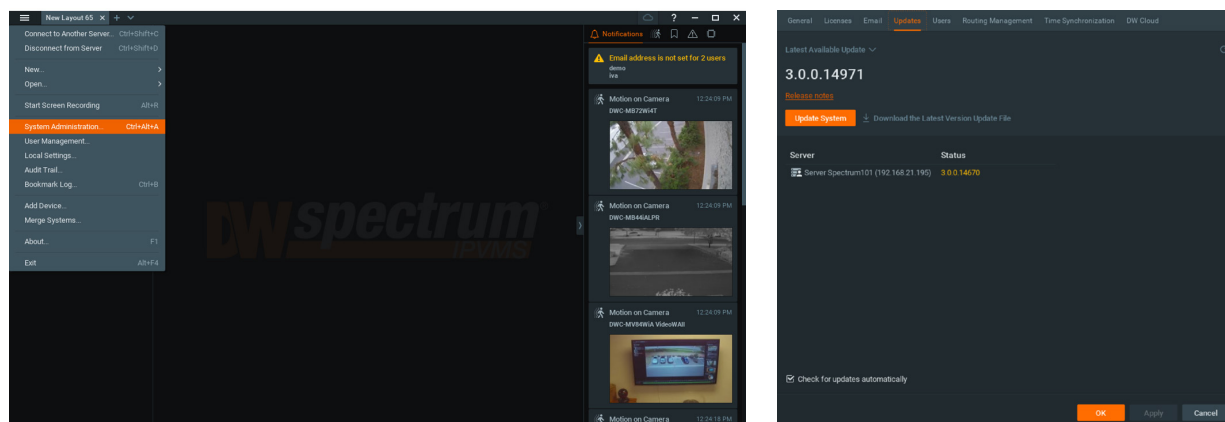 New Layout 65
Connect to Another Server... Ctrl+Shift+C
Disconnect from Server Ctrl+Shift+D
New...
Open...
Start Screen Recording Alt+R
System Administration... Ctrl+Alt+A
User Management...
Local Settings...
Audit Trail...
Bookmark Log... Ctrl+B
Add Device...
Merge Systems...
About... F1
Exit Alt+F4
DW spectrum
IPVMS
Notifications
Email address is not set for 2 users
demo
iva
Motion on Camera 12:24:09 PM
DWC-MB72Wi4T
Motion on Camera 12:24:09 PM
DWC-MB44iALPR
Motion on Camera 12:24:09 PM
DWC-MV84WiA VideoWAll
Motion on Camera 12:24:18 PM
General Licenses Email Updates Users Routing Management Time Synchronization DW Cloud
Latest Available Update
3.0.0.14971
Release notes
Update System Download the Latest Version Update File
Server Status
Server Spectrum101 (192.168.21.195) 3.0.0.14670
Check for updates automatically
OK Apply Cancel